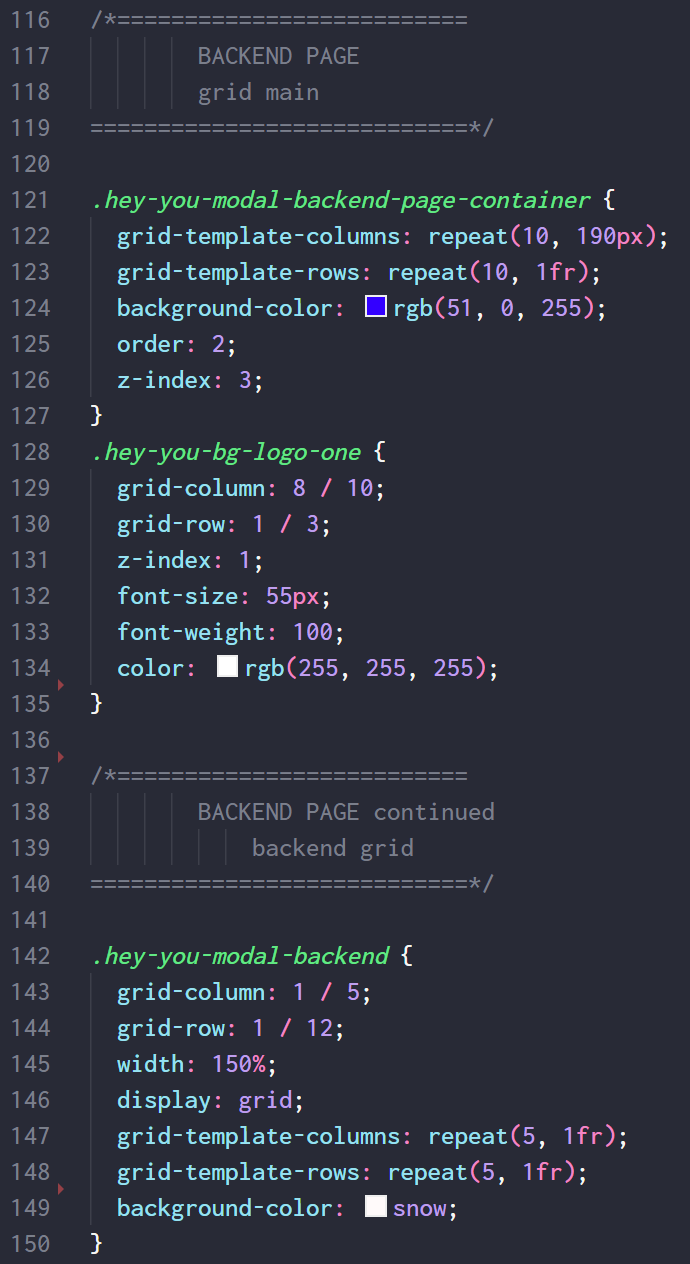 116 /*==========================
117         BACKEND PAGE
118         grid main
119 ============================*/
120
121 .hey-you-modal-backend-page-container {
122   grid-template-columns: repeat(10, 190px);
123   grid-template-rows: repeat(10, 1fr);
124   background-color: rgb(51, 0, 255);
125   order: 2;
126   z-index: 3;
127 }
128 .hey-you-bg-logo-one {
129   grid-column: 8 / 10;
130   grid-row: 1 / 3;
131   z-index: 1;
132   font-size: 55px;
133   font-weight: 100;
134   color: rgb(255, 255, 255);
135 }
136
137 /*==========================
138         BACKEND PAGE continued
139             backend grid
140 ============================*/
141
142 .hey-you-modal-backend {
143   grid-column: 1 / 5;
144   grid-row: 1 / 12;
145   width: 150%;
146   display: grid;
147   grid-template-columns: repeat(5, 1fr);
148   grid-template-rows: repeat(5, 1fr);
149   background-color: snow;
150 }